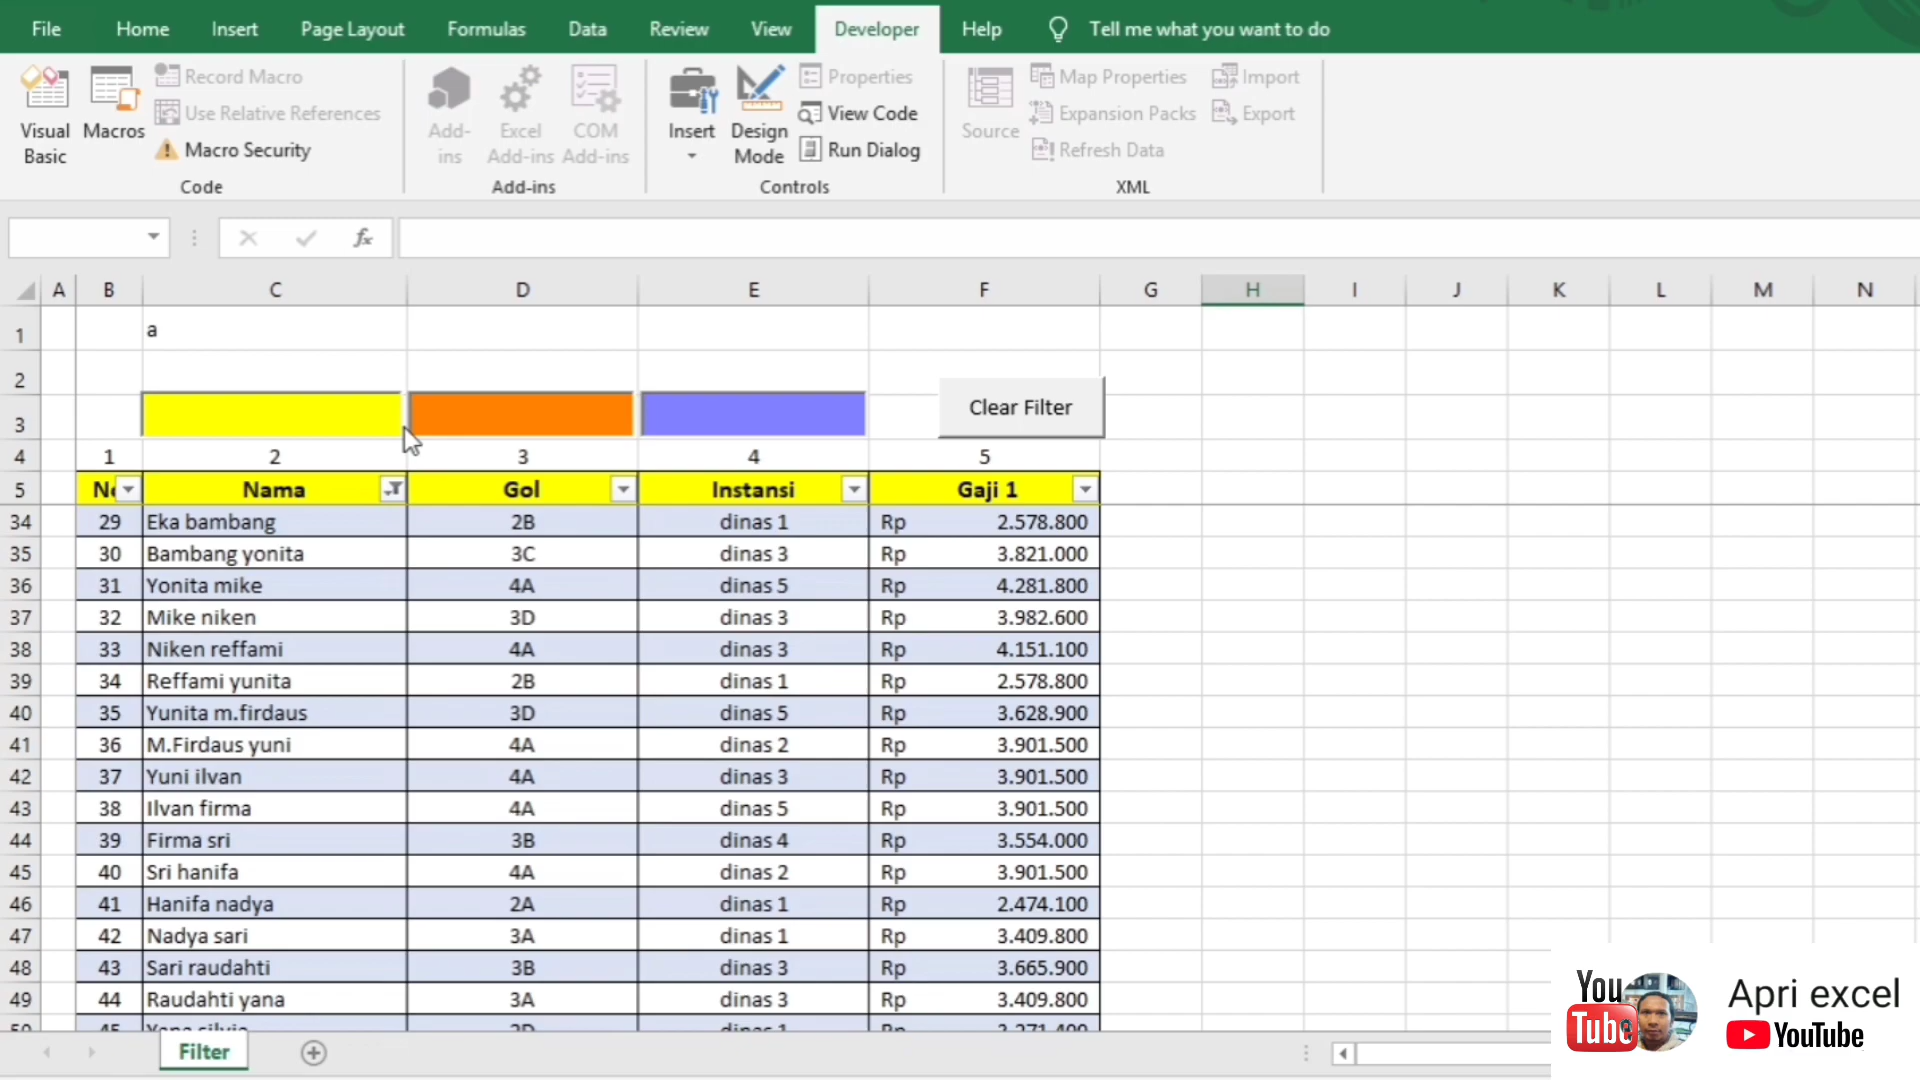 File Home Insert Page Layout Formulas Data Review View Developer Help Tell me what you want to do
Visual Basic
Macros
Record Macro
Use Relative References
Macro Security
Code
Add-ins
Excel Add-ins
COM Add-ins
Add-ins
Insert
Design Mode
Properties
View Code
Run Dialog
Controls
Source
Map Properties
Expansion Packs
Refresh Data
Import
Export
XML
fx
A B C D E F G H I J K L M N
1 a
2
3 Clear Filter
4 1 2 3 4 5
5 Nama Gol Instansi Gaji 1
34 29 Eka bambang 2B dinas 1 Rp 2.578.800
35 30 Bambang yonita 3C dinas 3 Rp 3.821.000
36 31 Yonita mike 4A dinas 5 Rp 4.281.800
37 32 Mike niken 3D dinas 3 Rp 3.982.600
38 33 Niken reffami 4A dinas 3 Rp 4.151.100
39 34 Reffami yunita 2B dinas 1 Rp 2.578.800
40 35 Yunita m.firdaus 3D dinas 5 Rp 3.628.900
41 36 M.Firdaus yuni 4A dinas 2 Rp 3.901.500
42 37 Yuni ilvan 4A dinas 3 Rp 3.901.500
43 38 Ilvan firma 4A dinas 5 Rp 3.901.500
44 39 Firma sri 3B dinas 4 Rp 3.554.000
45 40 Sri hanifa 4A dinas 2 Rp 3.901.500
46 41 Hanifa nadya 2A dinas 1 Rp 2.474.100
47 42 Nadya sari 3A dinas 1 Rp 3.409.800
48 43 Sari raudahti 3B dinas 3 Rp 3.665.900
49 44 Raudahti yana 3A dinas 3 Rp 3.409.800
Filter
You Tube
Apri excel
YouTube